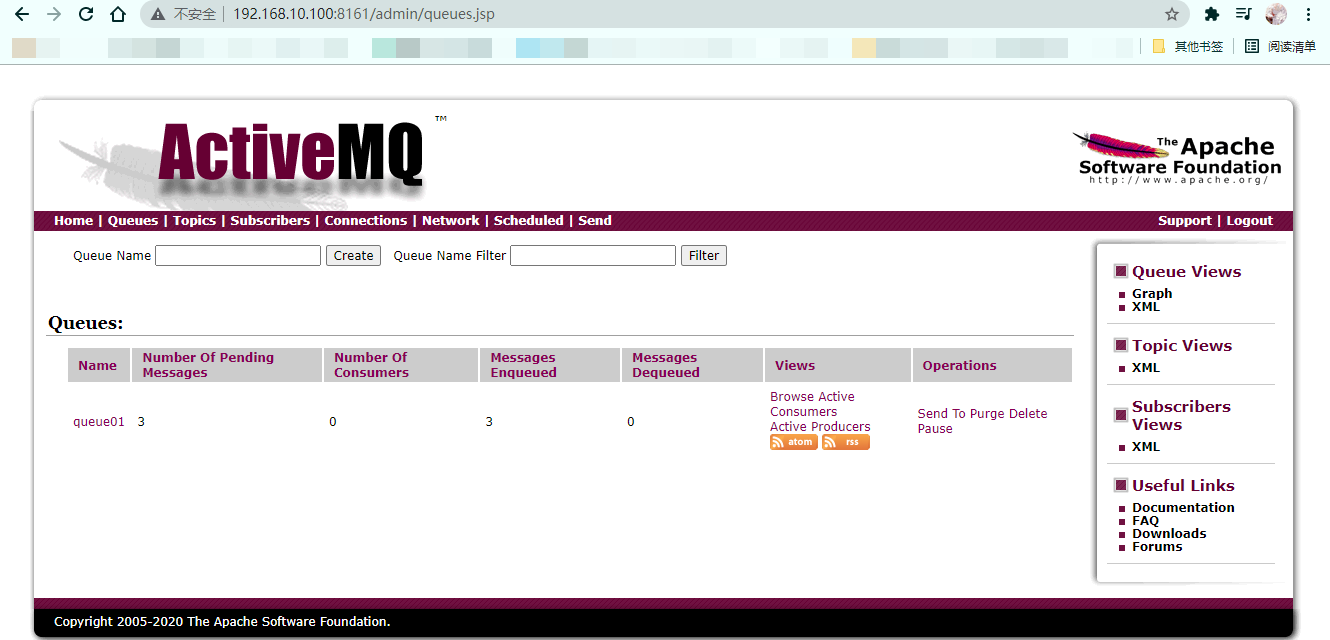 不安全 | 192.168.10.100:8161/admin/queues.jsp
其他书签 阅读清单
ActiveMQ ™
The Apache
Software Foundation
http://www.apache.org/
Home | Queues | Topics | Subscribers | Connections | Network | Scheduled | Send
Support | Logout
Queue Name Create Queue Name Filter Filter
Queues:
Name Number Of Pending Messages Number Of Consumers Messages Enqueued Messages Dequeued Views Operations
queue01 3 0 3 0
Browse Active
Consumers
Active Producers
atom rss
Send To Purge Delete
Pause
Queue Views
Graph
XML
Topic Views
XML
Subscribers
Views
XML
Useful Links
Documentation
FAQ
Downloads
Forums
Copyright 2005-2020 The Apache Software Foundation.